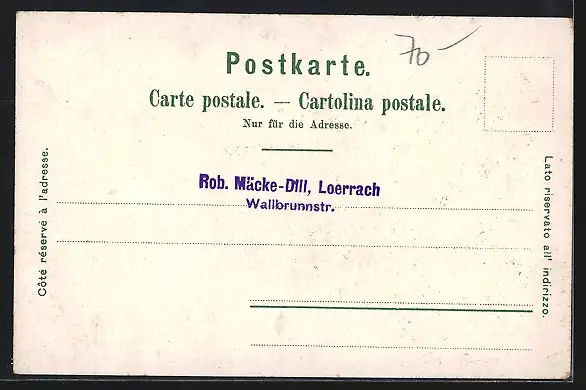 70 —
Postkarte.
Carte postale. — Cartolina postale.
Nur für die Adresse.
Rob. Mäcke-Dill, Loerrach
Wallbrunnstr.
Côté réservé à l'adresse.
Lato riservato all' indirizzo.